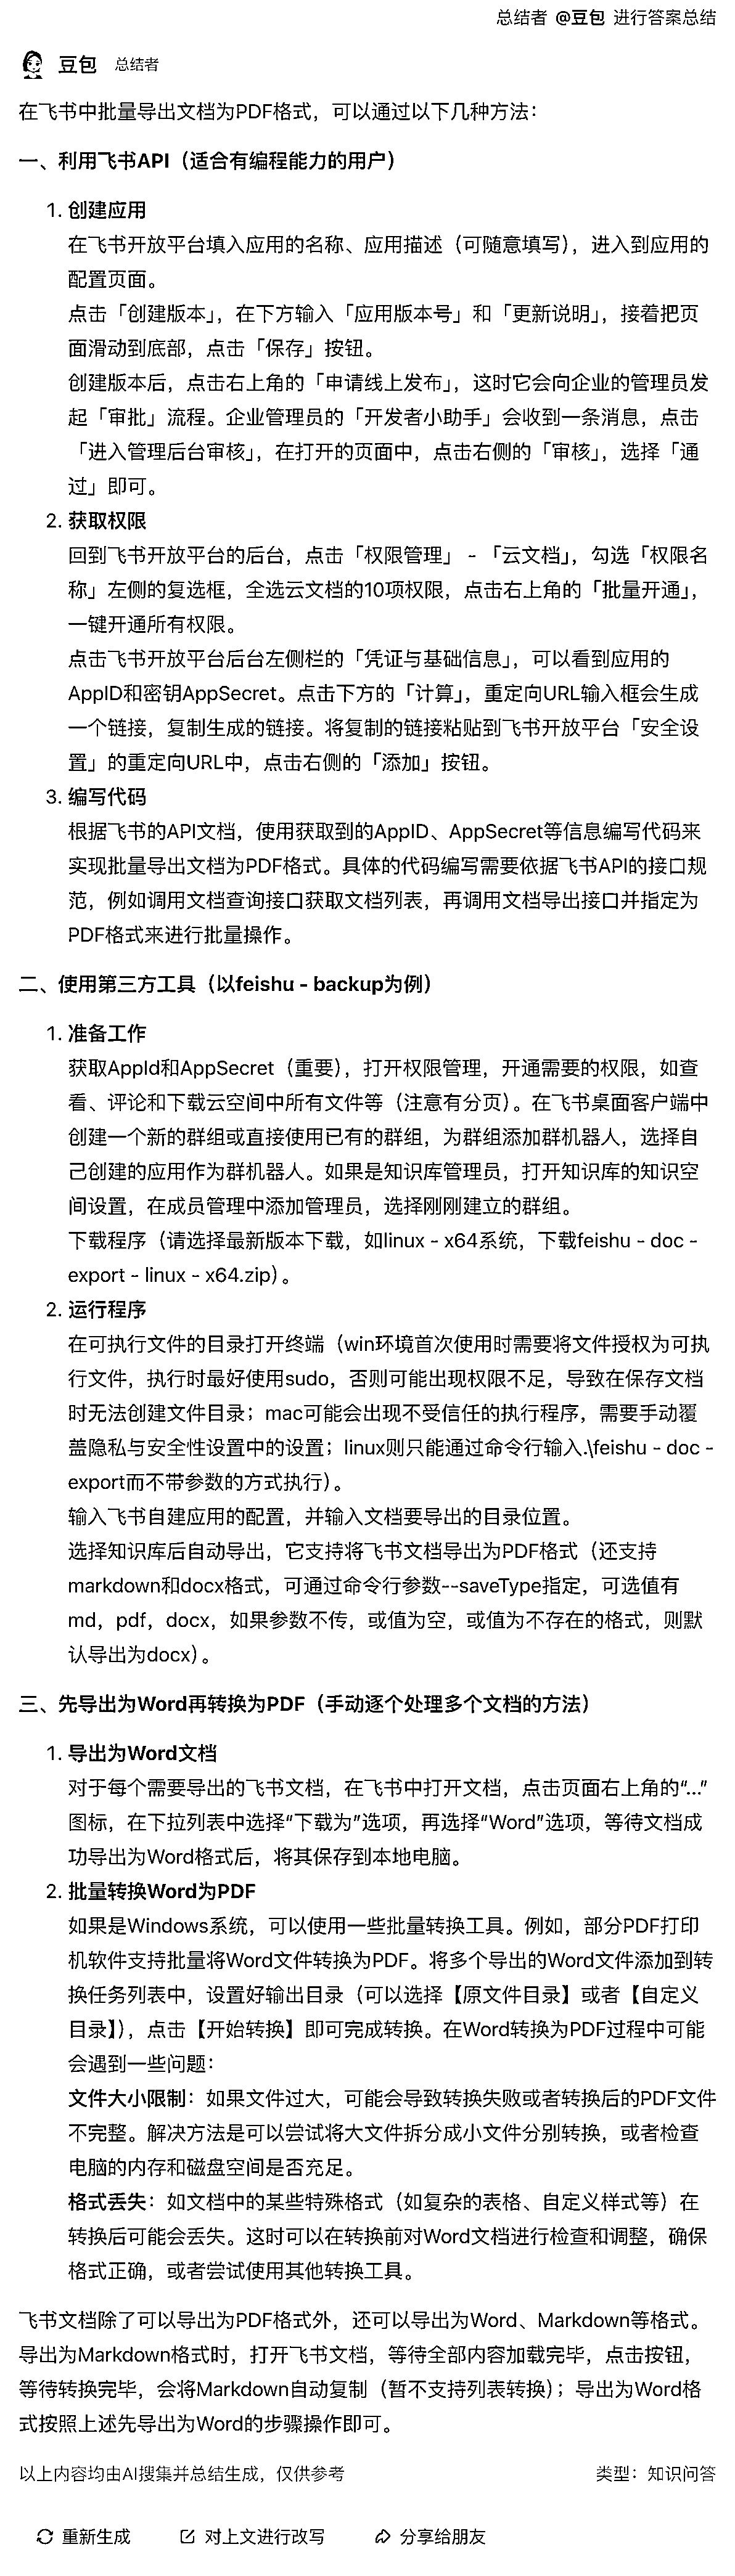 总结者 @豆包 进行答案总结
豆包 总结者
在飞书中批量导出文档为PDF格式，可以通过以下几种方法：
一、利用飞书API（适合有编程能力的用户）
1. 创建应用
在飞书开放平台填入应用的名称、应用描述（可随意填写），进入到应用的
配置页面。
点击「创建版本」，在下方输入「应用版本号」和「更新说明」，接着把页
面滑动到底部，点击「保存」按钮。
创建版本后，点击右上角的「申请线上发布」，这时它会向企业的管理员发
起「审批」流程。企业管理员的「开发者小助手」会收到一条消息，点击
「进入管理后台审核」，在打开的页面中，点击右侧的「审核」，选择「通
过」即可。
2. 获取权限
回到飞书开放平台的后台，点击「权限管理」 - 「云文档」，勾选「权限名
称」左侧的复选框，全选云文档的10项权限，点击右上角的「批量开通」，
一键开通所有权限。
点击飞书开放平台后台左侧栏的「凭证与基础信息」，可以看到应用的
AppID和密钥AppSecret。点击下方的「计算」，重定向URL输入框会生成
一个链接，复制生成的链接。将复制的链接粘贴到飞书开放平台「安全设
置」的重定向URL中，点击右侧的「添加」按钮。
3. 编写代码
根据飞书的API文档，使用获取到的AppID、AppSecret等信息编写代码来
实现批量导出文档为PDF格式。具体的代码编写需要依据飞书API的接口规
范，例如调用文档查询接口获取文档列表，再调用文档导出接口并指定为
PDF格式来进行批量操作。
二、使用第三方工具（以feishu - backup为例）
1. 准备工作
获取AppId和AppSecret（重要），打开权限管理，开通需要的权限，如查
看、评论和下载云空间中所有文件等（注意有分页）。在飞书桌面客户端中
创建一个新的群组或直接使用已有的群组，为群组添加群机器人，选择自
己创建的应用作为群机器人。如果是知识库管理员，打开知识库的知识空
间设置，在成员管理中添加管理员，选择刚刚建立的群组。
下载程序（请选择最新版本下载，如linux - x64系统，下载feishu - doc -
export - linux - x64.zip）。
2. 运行程序
在可执行文件的目录打开终端（win环境首次使用时需要将文件授权为可执
行文件，执行时最好使用sudo，否则可能出现权限不足，导致在保存文档
时无法创建文件目录；mac可能会出现不受信任的执行程序，需要手动覆
盖隐私与安全性设置中的设置；linux则只能通过命令行输入.\feishu - doc -
export而不带参数的方式执行）。
输入飞书自建应用的配置，并输入文档要导出的目录位置。
选择知识库后自动导出，它支持将飞书文档导出为PDF格式（还支持
markdown和docx格式，可通过命令行参数--saveType指定，可选值有
md，pdf，docx，如果参数不传，或值为空，或值为不存在的格式，则默
认导出为docx）。
三、先导出为Word再转换为PDF（手动逐个处理多个文档的方法）
1. 导出为Word文档
对于每个需要导出的飞书文档，在飞书中打开文档，点击页面右上角的“...”
图标，在下拉列表中选择“下载为”选项，再选择“Word”选项，等待文档成
功导出为Word格式后，将其保存到本地电脑。
2. 批量转换Word为PDF
如果是Windows系统，可以使用一些批量转换工具。例如，部分PDF打印
机软件支持批量将Word文件转换为PDF。将多个导出的Word文件添加到转
换任务列表中，设置好输出目录（可以选择【原文件目录】或者【自定义
目录】），点击【开始转换】即可完成转换。在Word转换为PDF过程中可能
会遇到一些问题：
文件大小限制：如果文件过大，可能会导致转换失败或者转换后的PDF文件
不完整。解决方法是可以尝试将大文件拆分成小文件分别转换，或者检查
电脑的内存和磁盘空间是否充足。
格式丢失：如文档中的某些特殊格式（如复杂的表格、自定义样式等）在
转换后可能会丢失。这时可以在转换前对Word文档进行检查和调整，确保
格式正确，或者尝试使用其他转换工具。
飞书文档除了可以导出为PDF格式外，还可以导出为Word、Markdown等格式。
导出为Markdown格式时，打开飞书文档，等待全部内容加载完毕，点击按钮，
等待转换完毕，会将Markdown自动复制（暂不支持列表转换）；导出为Word格
式按照上述先导出为Word的步骤操作即可。
以上内容均由AI搜集并总结生成，仅供参考 类型：知识问答
重新生成 对上文进行改写 分享给朋友